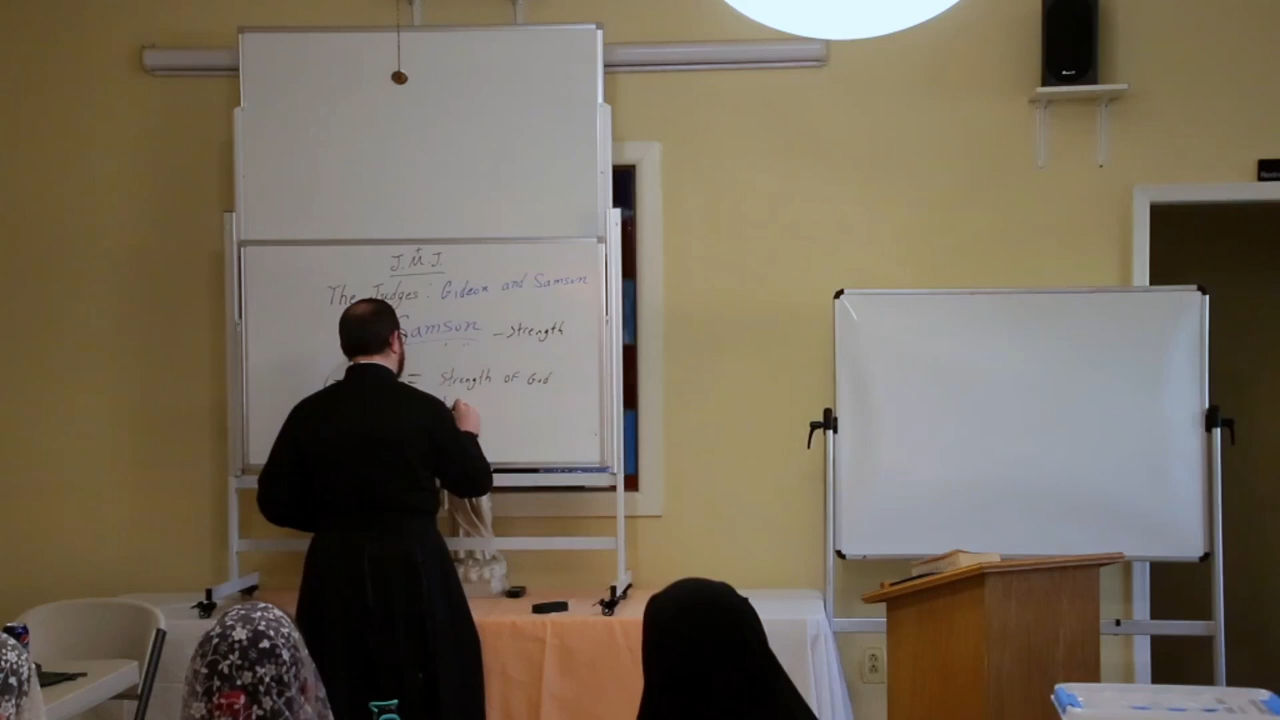 J.M.J.
The Judges: Gideon and Samson
Samson – Strength
= Strength of God